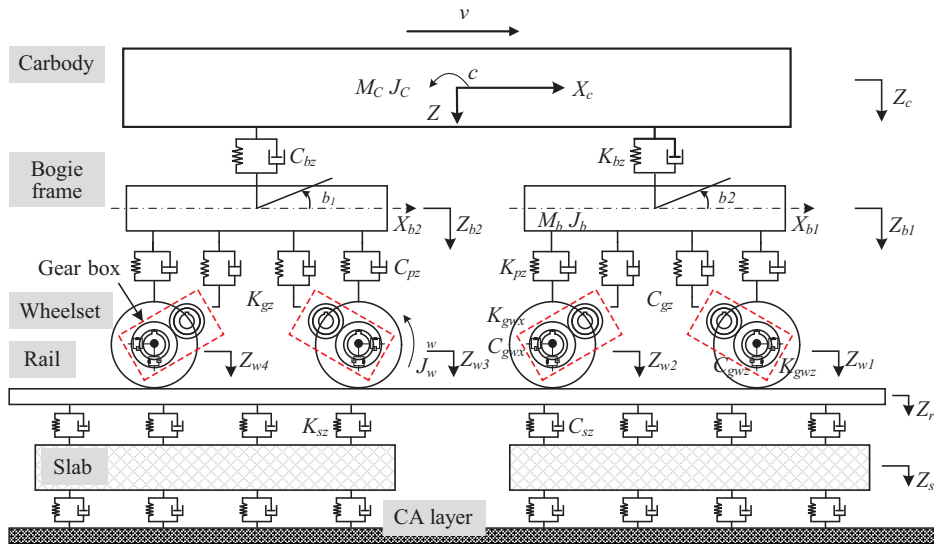 v
Carbody
c
M_C J_C
X_c
Z
Z_c
C_bz
K_bz
Bogie
frame
b_1
b2
X_b2
Z_b2
M_b J_b
X_b1
Z_b1
Gear box
C_pz
K_pz
K_gz
C_gz
Wheelset
K_gwx
C_gwx
w
J_w
Rail
Z_w4
Z_w3
Z_w2
C_gwz
K_gwz
Z_w1
Z_r
K_sz
C_sz
Slab
Z_s
CA layer